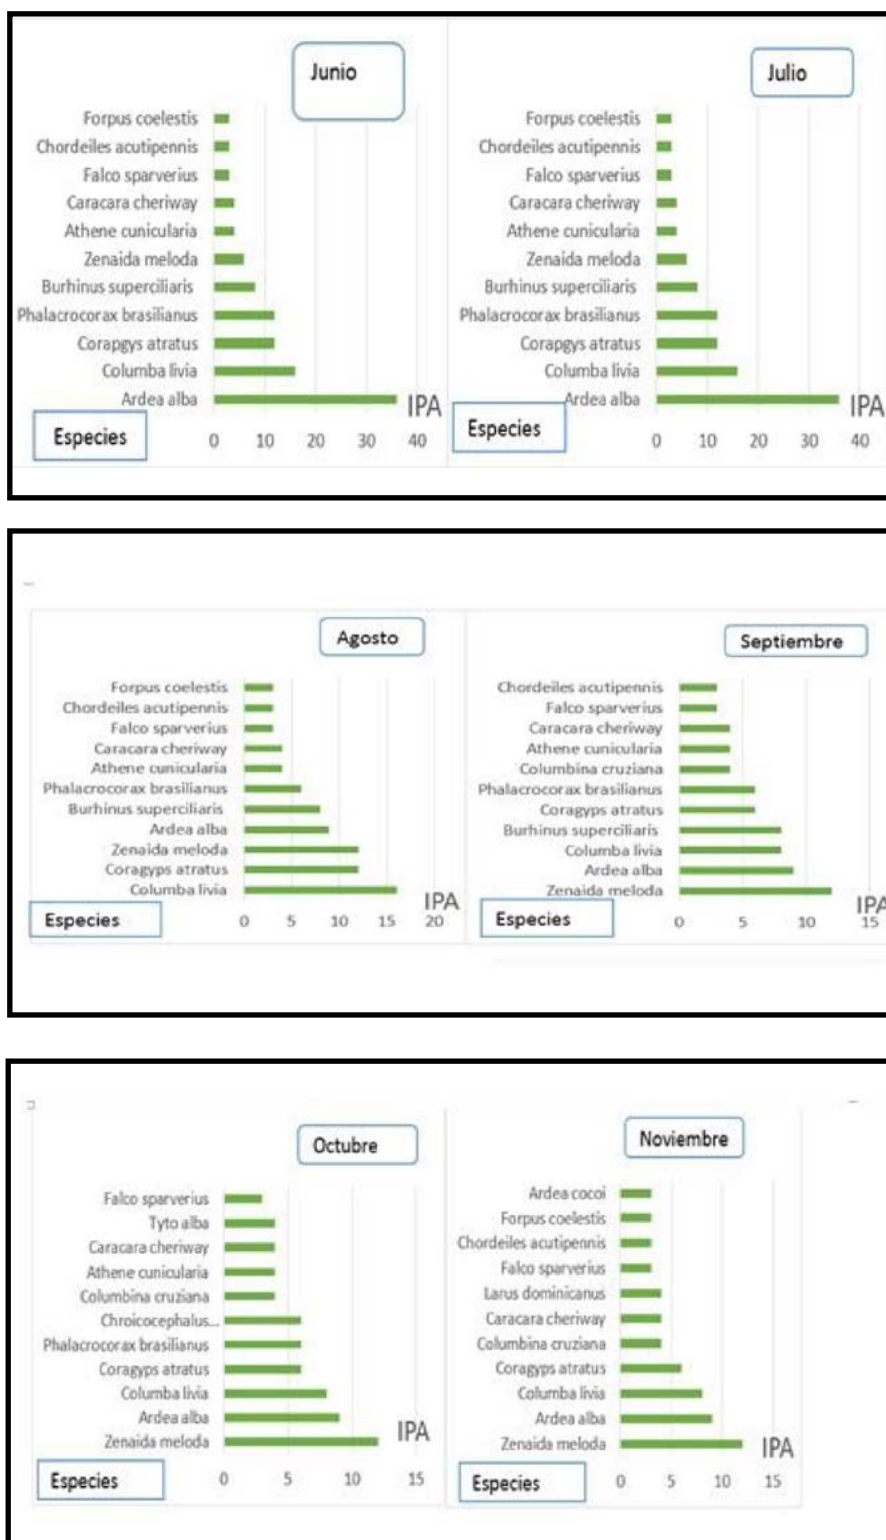 Junio
Forpus coelestis
Chordeiles acutipennis
Falco sparverius
Caracara cheriway
Athene cunicularia
Zenaida meloda
Burhinus superciliaris
Phalacrocorax brasilianus
Corapgys atratus
Columba livia
Ardea alba
IPA
Especies
0 10 20 30 40
Julio
Forpus coelestis
Chordeiles acutipennis
Falco sparverius
Caracara cheriway
Athene cunicularia
Zenaida meloda
Burhinus superciliaris
Phalacrocorax brasilianus
Corapgys atratus
Columba livia
Ardea alba
IPA
Especies
0 10 20 30 40
Agosto
Forpus coelestis
Chordeiles acutipennis
Falco sparverius
Caracara cheriway
Athene cunicularia
Phalacrocorax brasilianus
Burhinus superciliaris
Ardea alba
Zenaida meloda
Coragyps atratus
Columba livia
IPA
Especies
0 5 10 15 20
Septiembre
Chordeiles acutipennis
Falco sparverius
Caracara cheriway
Athene cunicularia
Columbina cruziana
Phalacrocorax brasilianus
Coragyps atratus
Burhinus superciliaris
Columba livia
Ardea alba
Zenaida meloda
IPA
Especies
0 5 10 15
Octubre
Falco sparverius
Tyto alba
Caracara cheriway
Athene cunicularia
Columbina cruziana
Chroicocephalus...
Phalacrocorax brasilianus
Coragyps atratus
Columba livia
Ardea alba
Zenaida meloda
IPA
Especies
0 5 10 15
Noviembre
Ardea cocoi
Forpus coelestis
Chordeiles acutipennis
Falco sparverius
Larus dominicanus
Caracara cheriway
Columbina cruziana
Coragyps atratus
Columba livia
Ardea alba
Zenaida meloda
IPA
Especies
0 5 10 15